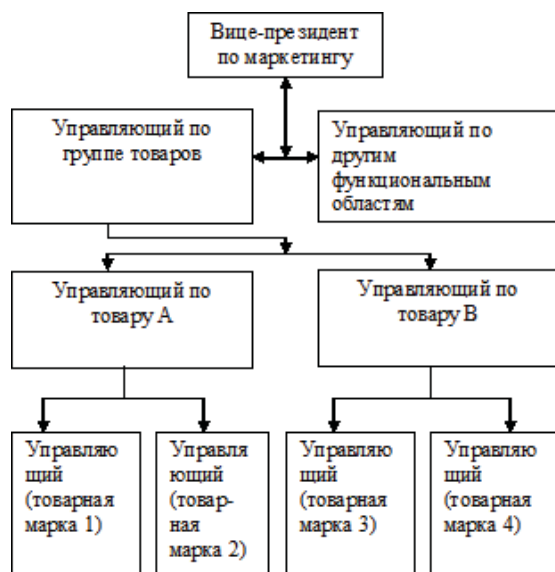 Вице-президент
по маркетингу
Управляющий по
группе товаров
Управляющий по
другим
функциональным
областям
Управляющий по
товару А
Управляющий по
товару В
Управляю
щий
(товарная
марка 1)
Управля
ющий
(товар-
ная
марка 2)
Управляю
щий
(товарная
марка 3)
Управляю
щий
(товарная
марка 4)